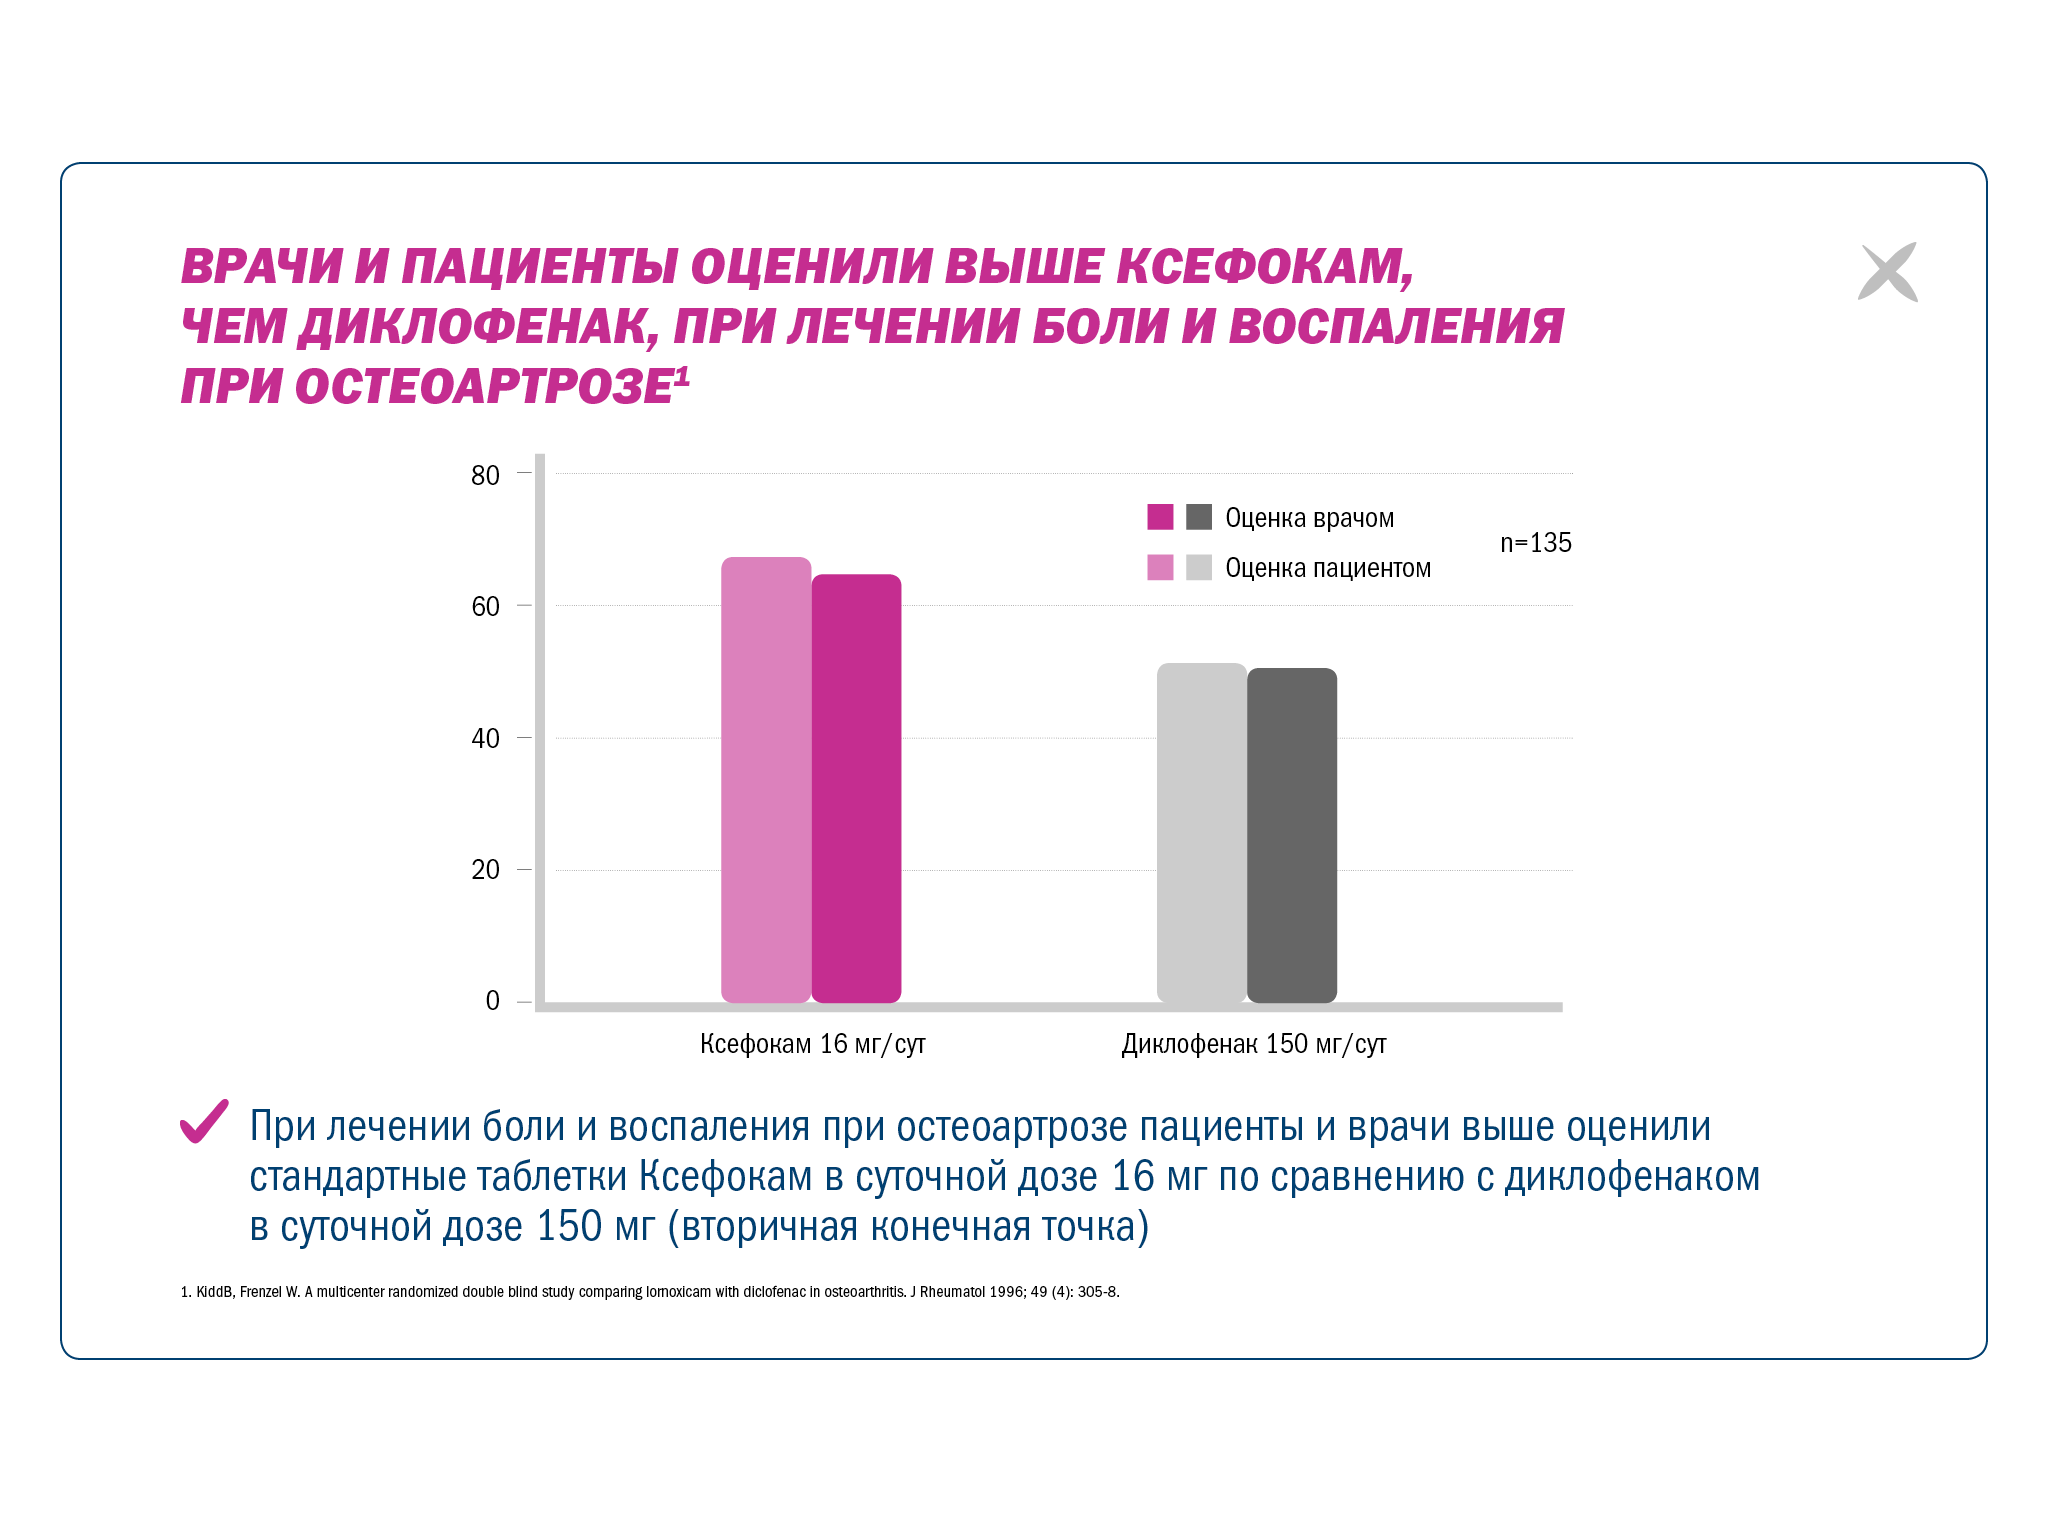 ВРАЧИ И ПАЦИЕНТЫ ОЦЕНИЛИ ВЫШЕ КСЕФОКАМ,
ЧЕМ ДИКЛОФЕНАК, ПРИ ЛЕЧЕНИИ БОЛИ И ВОСПАЛЕНИЯ
ПРИ ОСТЕОАРТРОЗЕ¹
80
Оценка врачом
n=135
Оценка пациентом
60
40
20
0
Ксефокам 16 мг/сут
Диклофенак 150 мг/сут
При лечении боли и воспаления при остеоартрозе пациенты и врачи выше оценили
стандартные таблетки Ксефокам в суточной дозе 16 мг по сравнению с диклофенаком
в суточной дозе 150 мг (вторичная конечная точка)
1. KiddB, Frenzel W. A multicenter randomized double blind study comparing lornoxicam with diclofenac in osteoarthritis. J Rheumatol 1996; 49 (4): 305-8.